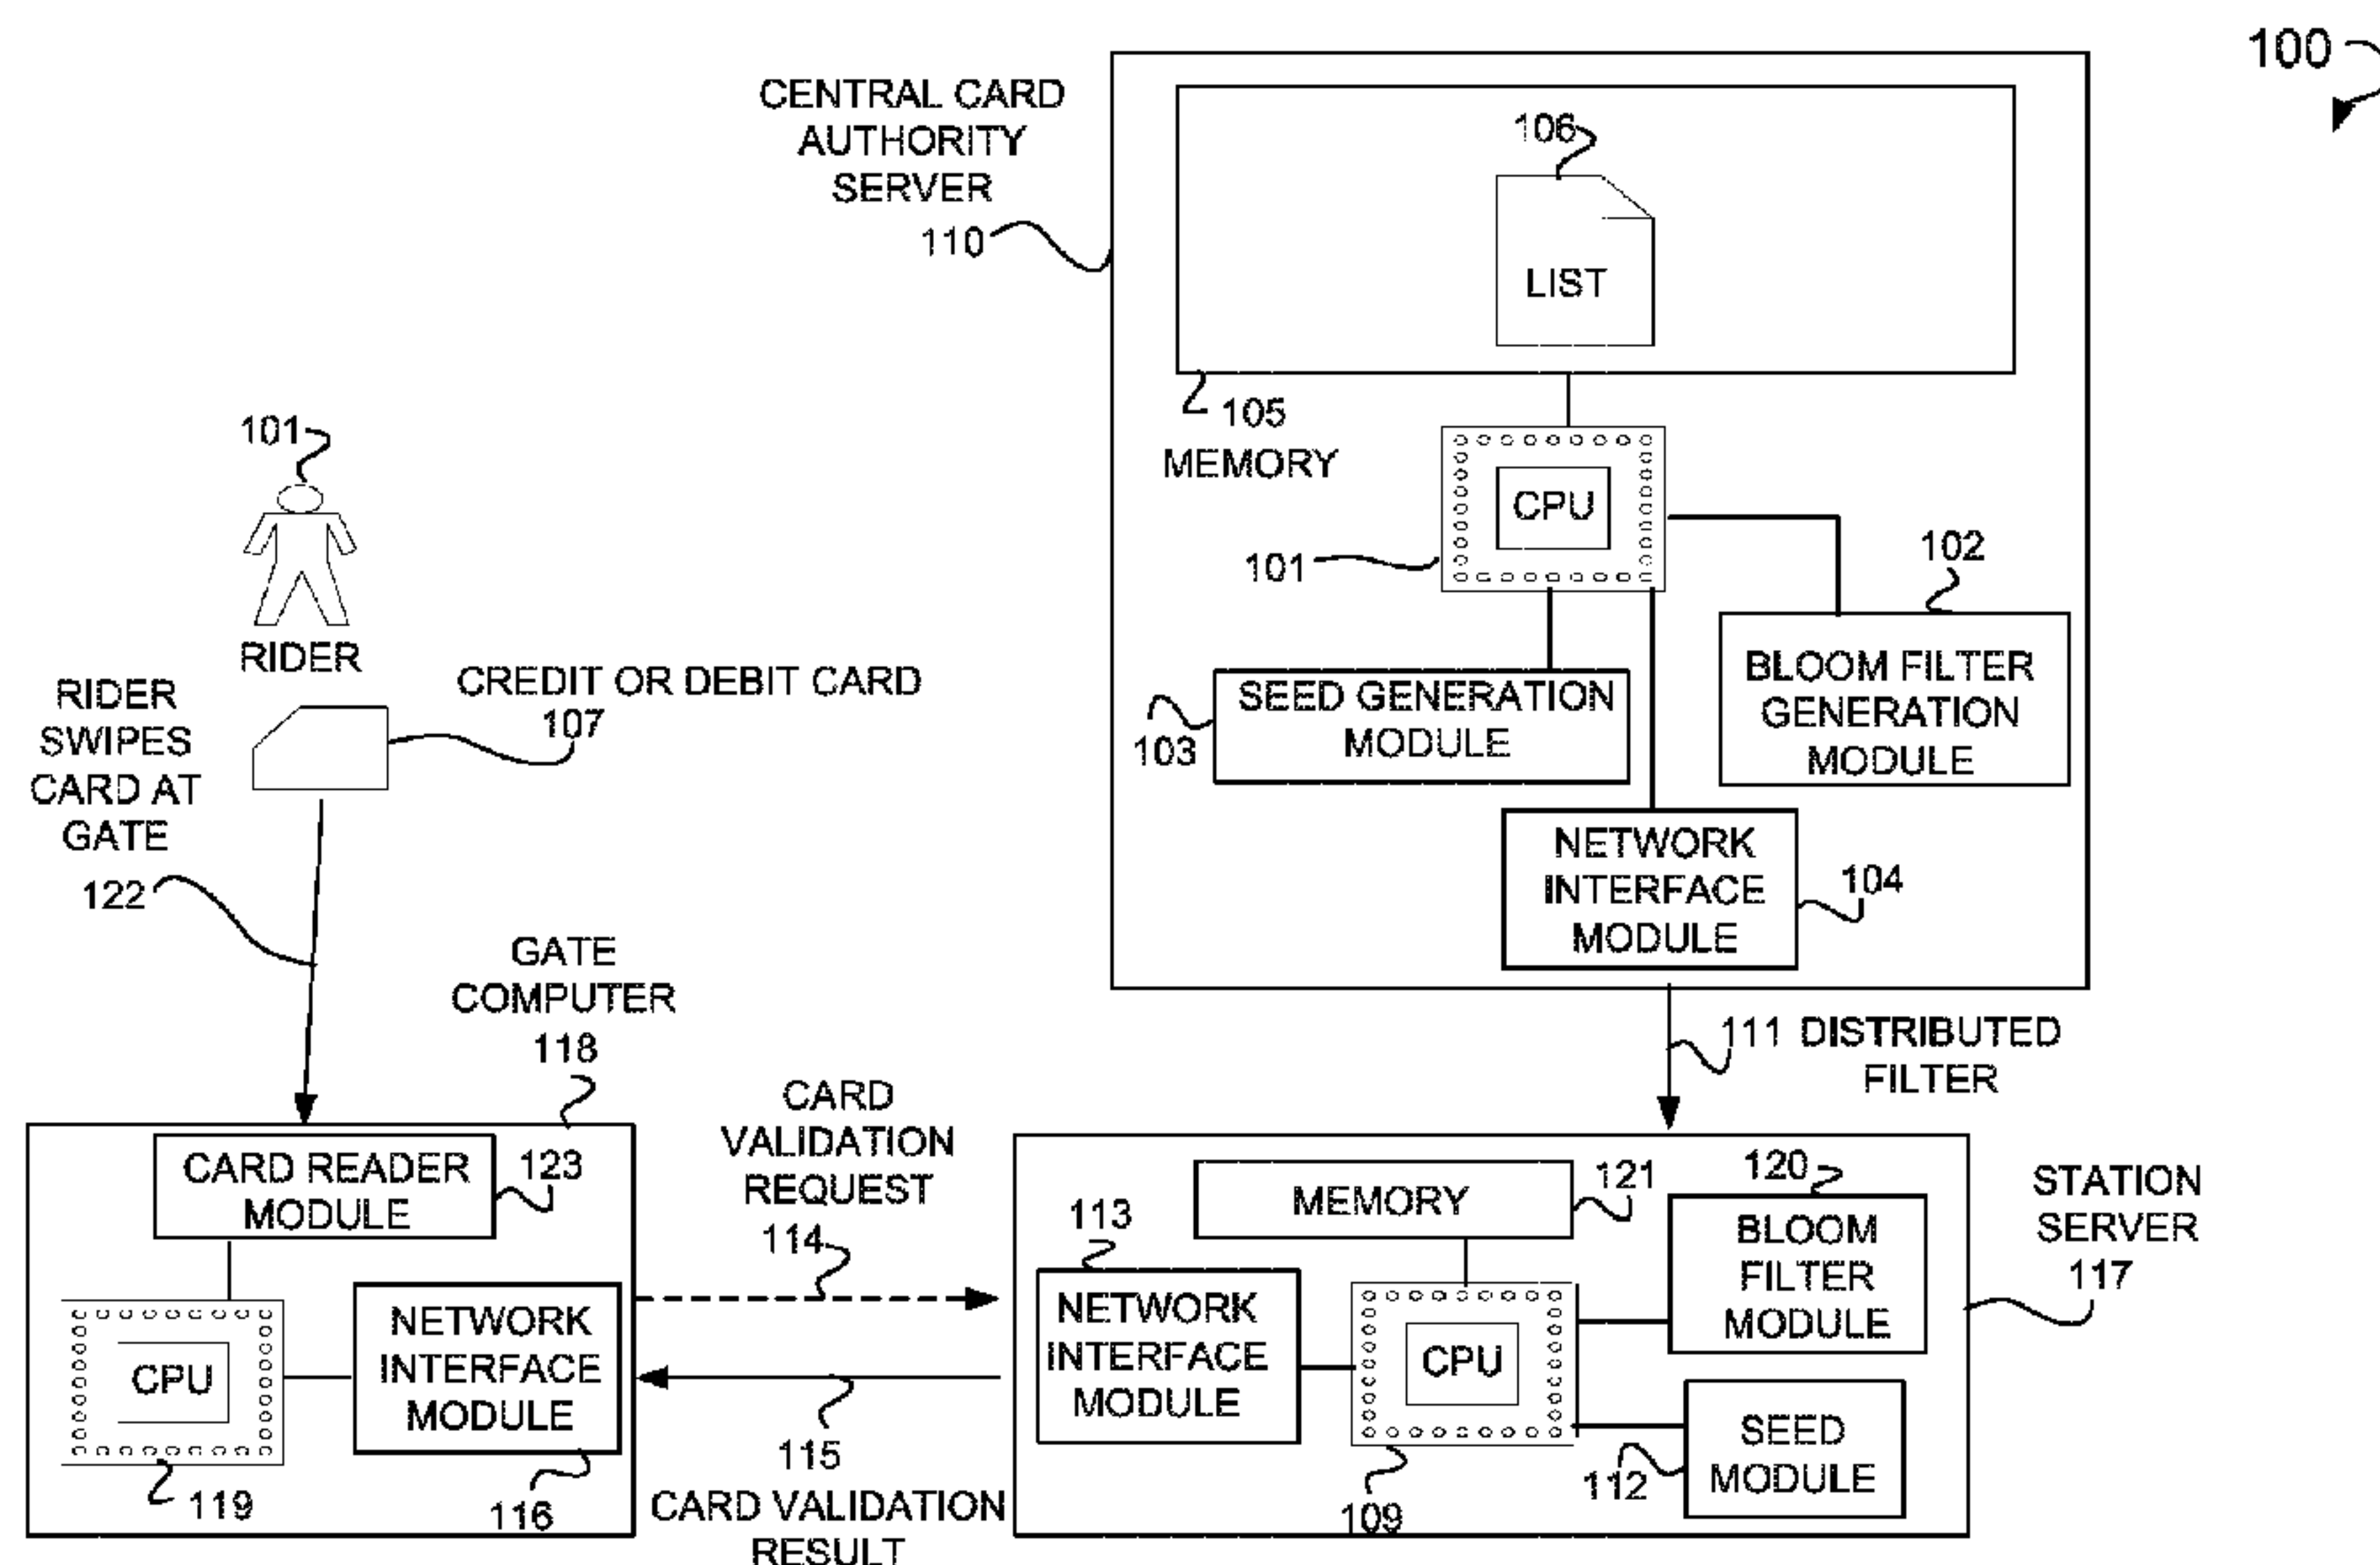 100
CENTRAL CARD
AUTHORITY
SERVER
110
106
LIST
105
MEMORY
CPU
101
102
BLOOM FILTER
GENERATION
MODULE
SEED GENERATION
MODULE
103
NETWORK
INTERFACE
MODULE
104
101
RIDER
CREDIT OR DEBIT CARD
107
RIDER
SWIPES
CARD AT
GATE
122
GATE
COMPUTER
118
111 DISTRIBUTED
FILTER
CARD READER
MODULE
123
CPU
119
NETWORK
INTERFACE
MODULE
116
CARD
VALIDATION
REQUEST
114
115
CARD VALIDATION
RESULT
MEMORY
121
113
NETWORK
INTERFACE
MODULE
CPU
109
120
BLOOM
FILTER
MODULE
112
SEED
MODULE
STATION
SERVER
117